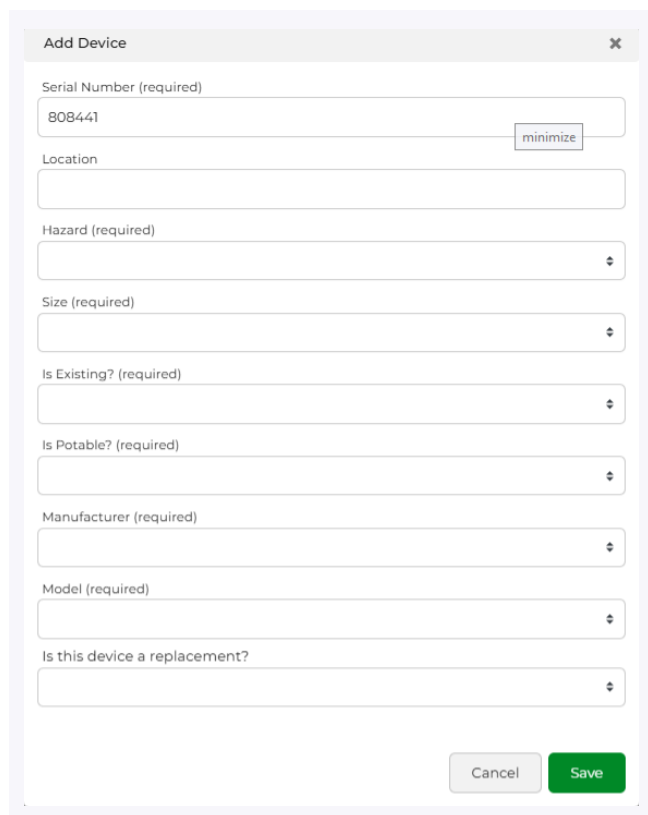 Add Device
Serial Number (required)
808441
minimize
Location
Hazard (required)
Size (required)
Is Existing? (required)
Is Potable? (required)
Manufacturer (required)
Model (required)
Is this device a replacement?
Cancel Save